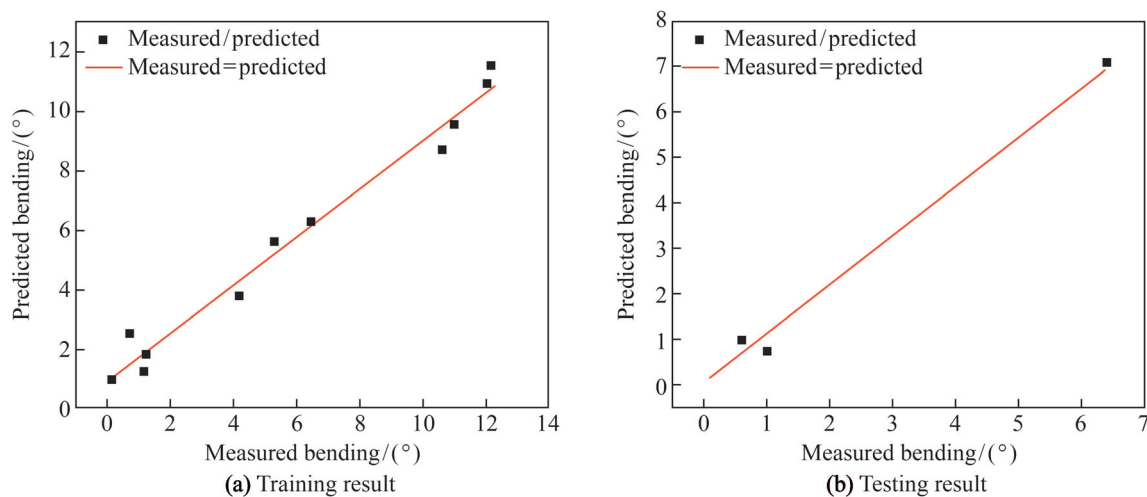 Measured/predicted
Measured=predicted
12
10
8
6
4
2
0
0 2 4 6 8 10 12 14
Predicted bending/(°)
Measured bending/(°)
(a) Training result
Measured/predicted
Measured=predicted
8
7
6
5
4
3
2
1
0
0 1 2 3 4 5 6 7
Predicted bending/(°)
Measured bending/(°)
(b) Testing result